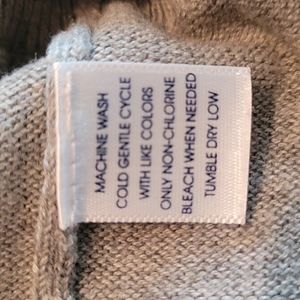 MACHINE WASH
COLD GENTLE CYCLE
WITH LIKE COLORS
ONLY NON-CHLORINE
BLEACH WHEN NEEDED
TUMBLE DRY LOW